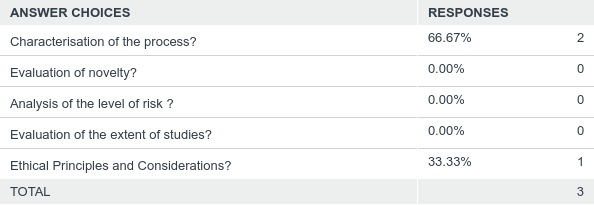 ANSWER CHOICES RESPONSES
Characterisation of the process? 66.67% 2
Evaluation of novelty? 0.00% 0
Analysis of the level of risk ? 0.00% 0
Evaluation of the extent of studies? 0.00% 0
Ethical Principles and Considerations? 33.33% 1
TOTAL 3